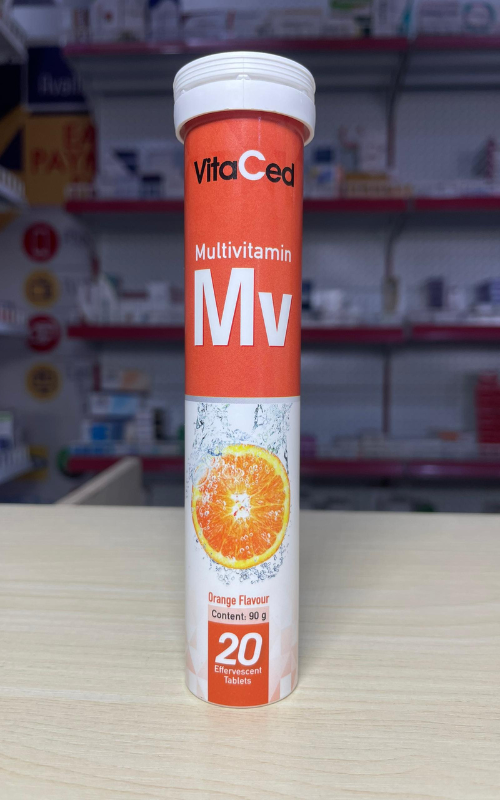 VitaCed
Multivitamin
Mv
Orange Flavour
Content: 90 g
20
Effervescent
Tablets